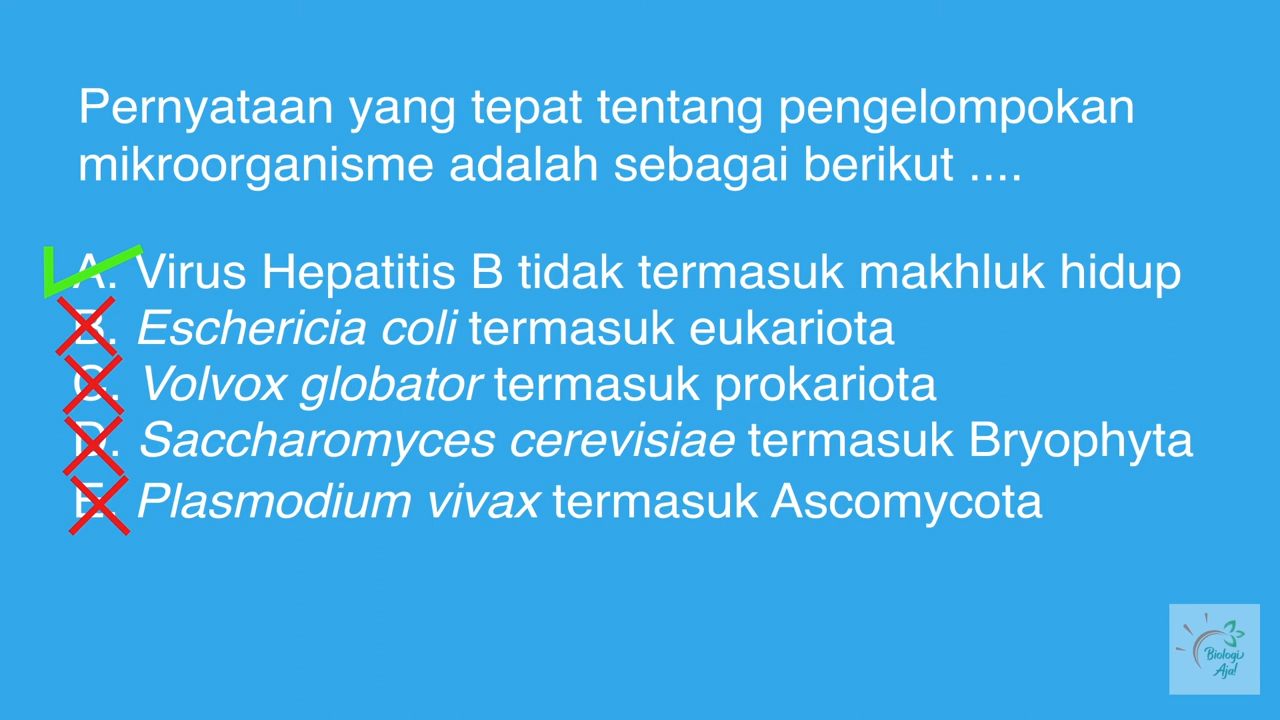 Pernyataan yang tepat tentang pengelompokan
mikroorganisme adalah sebagai berikut ....
A. Virus Hepatitis B tidak termasuk makhluk hidup
B. Eschericia coli termasuk eukariota
C. Volvox globator termasuk prokariota
D. Saccharomyces cerevisiae termasuk Bryophyta
E. Plasmodium vivax termasuk Ascomycota
Biologi
Aja!